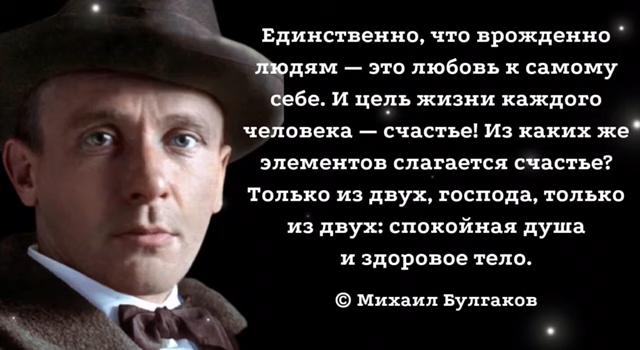 Единственно, что врожденно
людям — это любовь к самому
себе. И цель жизни каждого
человека — счастье! Из каких же
элементов слагается счастье?
Только из двух, господа, только
из двух: спокойная душа
и здоровое тело.
© Михаил Булгаков